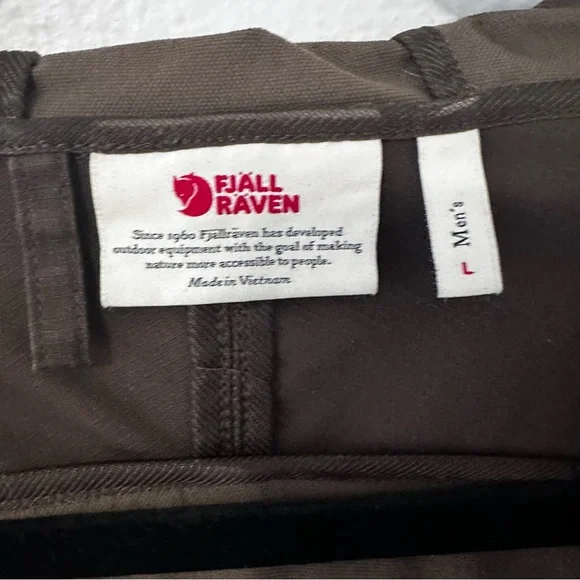 FJÄLL
RÄVEN
Since 1960 Fjällräven has developed
outdoor equipment with the goal of making
nature more accessible to people.
Made in Vietnam
Men's
L